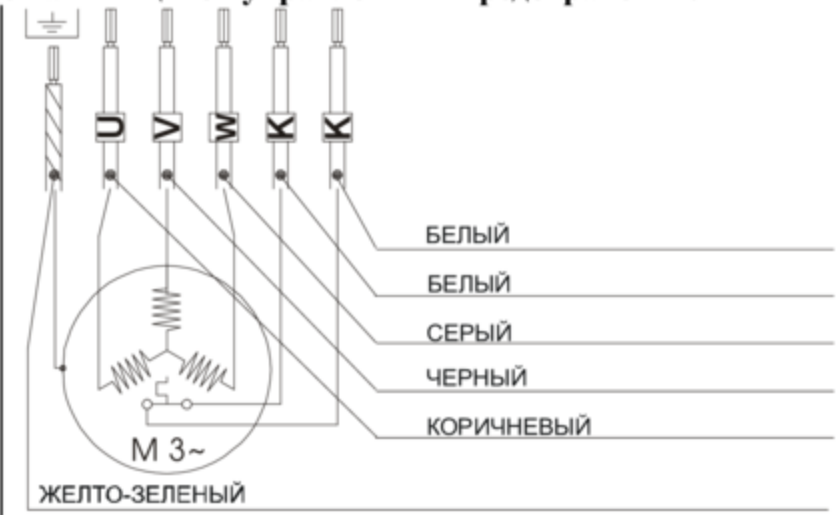 U V W K K
БЕЛЫЙ
БЕЛЫЙ
СЕРЫЙ
ЧЕРНЫЙ
КОРИЧНЕВЫЙ
М 3~
ЖЕЛТО-ЗЕЛЕНЫЙ